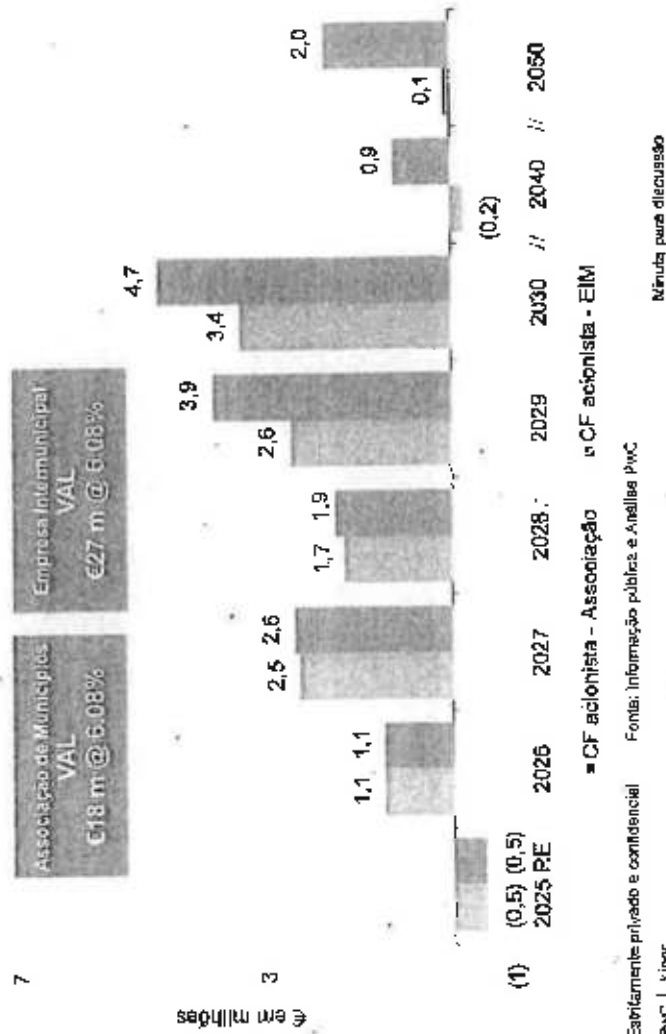 Associação de Municípios
VAL
€18 m @ 6.08%
Empresa Intermunicipal
VAL
€27 m @ 6.08%
€ em milhões
7
3
(1)
(0,5) (0,5)
1,1 1,1
2,5 2,6
1,7 1,9
2,6 3,9
3,4 4,7
(0,2) 0,9
0,1 2,0
2025 PE 2026 2027 2028 2029 2030 // 2040 // 2050
CF acionista - Associação CF acionista - EIM
Estritamente privado e confidencial Fonte: Informação pública e Análise PwC Minuta para discussão
PwC |